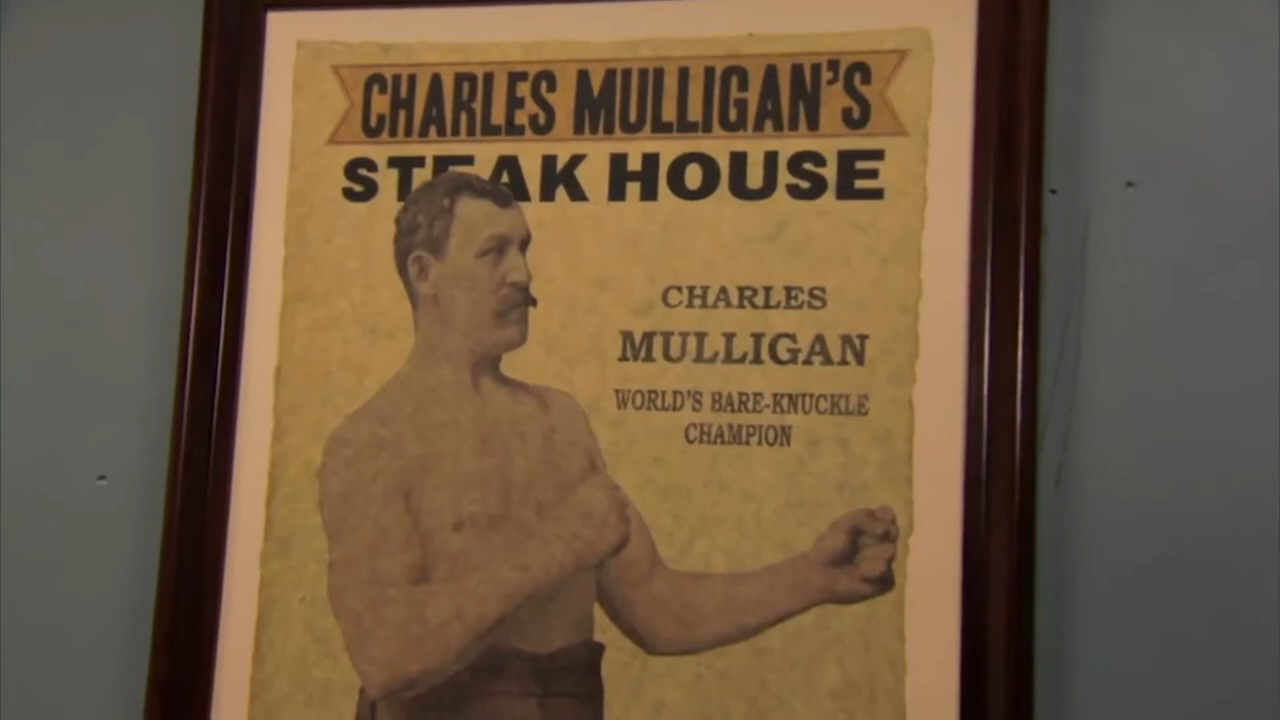 CHARLES MULLIGAN'S
STEAK HOUSE
CHARLES
MULLIGAN
WORLD'S BARE-KNUCKLE
CHAMPION